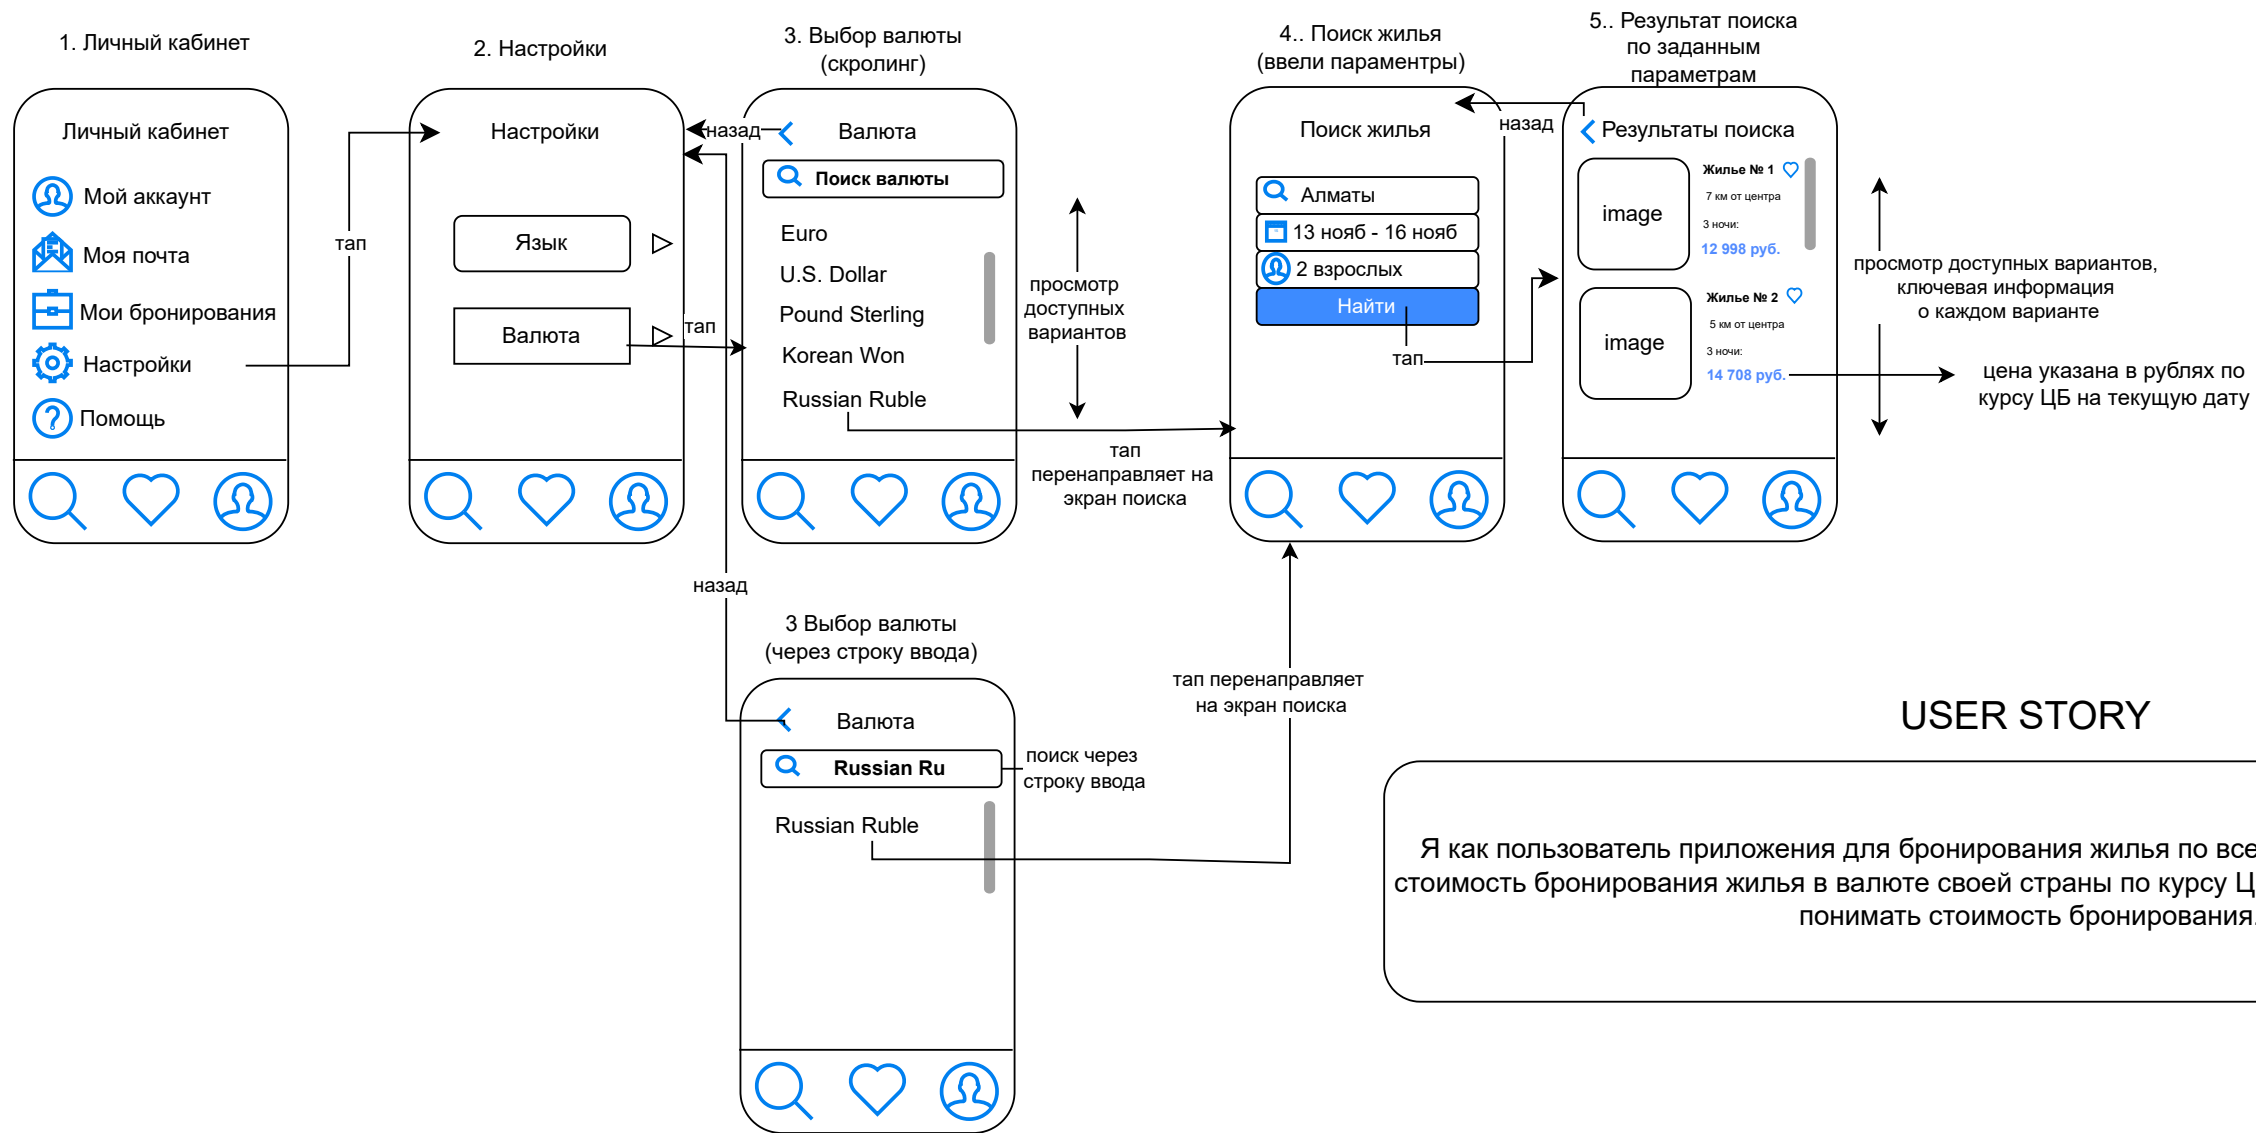 1. Личный кабинет
Личный кабинет
Мой аккаунт
Моя почта
Мои бронирования
Настройки
Помощь
тап
2. Настройки
Настройки
Язык
Валюта
тап
назад
назад
3. Выбор валюты
(скролинг)
Валюта
Поиск валюты
Euro
U.S. Dollar
Pound Sterling
Korean Won
Russian Ruble
просмотр
доступных
вариантов
тап
перенаправляет на
экран поиска
4.. Поиск жилья
(ввели параментры)
Поиск жилья
Алматы
13 нояб - 16 нояб
2 взрослых
Найти
тап
назад
5.. Результат поиска
по заданным
параметрам
Результаты поиска
image
Жилье № 1
7 км от центра
3 ночи:
12 998 руб.
image
Жилье № 2
5 км от центра
3 ночи:
14 708 руб.
просмотр доступных вариантов,
ключевая информация
о каждом варианте
цена указана в рублях по
курсу ЦБ на текущую дату
3 Выбор валюты
(через строку ввода)
Валюта
Russian Ru
Russian Ruble
поиск через
строку ввода
тап перенаправляет
на экран поиска
USER STORY
Я как пользователь приложения для бронирования жилья по все
стоимость бронирования жилья в валюте своей страны по курсу Ц
понимать стоимость бронирования.